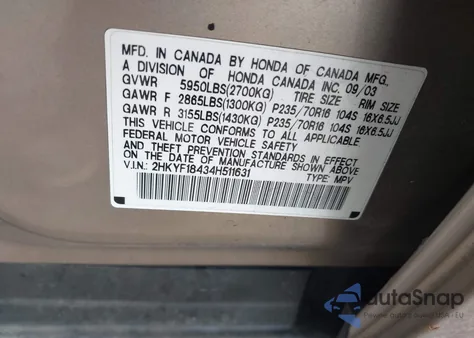 MFD. IN CANADA BY HONDA OF CANADA MFG.,
A DIVISION OF HONDA CANADA INC. 09/03
GVWR 5950LBS(2700KG) TIRE SIZE RIM SIZE
GAWR F 2865LBS(1300KG) P235/70R16 104S 16X6.5JJ
GAWR R 3155LBS(1430KG) P235/70R16 104S 16X6.5JJ
THIS VEHICLE CONFORMS TO ALL APPLICABLE
FEDERAL MOTOR VEHICLE SAFETY
AND THEFT PREVENTION STANDARDS IN EFFECT
ON THE DATE OF MANUFACTURE SHOWN ABOVE
V.I.N.: 2HKYF18434H511631 TYPE: MPV
AutoSnap